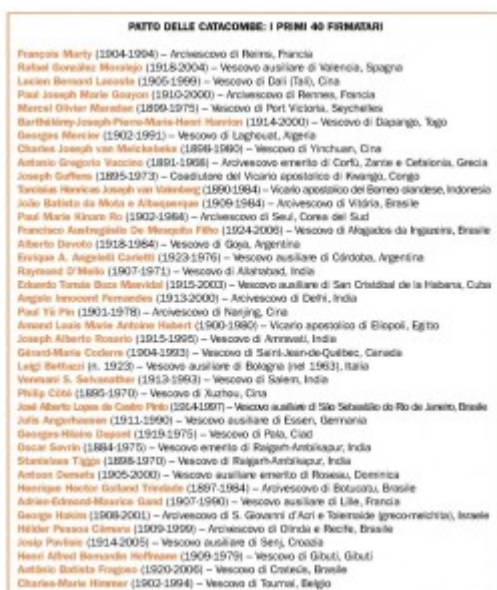 PATTO DELLE CATACOMBE: I PRIMI 40 FIRMATARI
François Marty (1904-1994) – Arcivescovo di Reims, Francia
Rafael González Moralejo (1918-2004) – Vescovo ausiliare di Valencia, Spagna
Lucien Bernard Lacoste (1905-1999) – Vescovo di Dali (Tali), Cina
Paul Joseph Marie Gouyon (1910-2000) – Arcivescovo di Rennes, Francia
Marcel Olivier Maradan (1899-1975) – Vescovo di Port Victoria, Seychelles
Barthélemy-Joseph-Pierre-Marie-Henri Hanrion (1914-2000) – Vescovo di Dapango, Togo
Georges Mercier (1902-1991) – Vescovo di Laghouat, Algeria
Charles Joseph van Melckebeke (1898-1980) – Vescovo di Yinchuan, Cina
Antonio Gregorio Vuccino (1891-1968) – Arcivescovo emerito di Corfù, Zante e Cefalonia, Grecia
Joseph Guffens (1895-1973) – Coadiutore del Vicario apostolico di Kwango, Congo
Tarcisius Henricus Joseph van Valenberg (1890-1984) – Vicario apostolico del Borneo olandese, Indonesia
João Batista da Mota e Albuquerque (1909-1984) – Arcivescovo di Vitória, Brasile
Paul Marie Kinam Ro (1902-1984) – Arcivescovo di Seul, Corea del Sud
Francisco Austregésilo De Mesquita Filho (1924-2006) – Vescovo di Afogados da Ingazeira, Brasile
Alberto Devoto (1918-1984) – Vescovo di Goya, Argentina
Enrique A. Angelelli Carletti (1923-1976) – Vescovo ausiliare di Córdoba, Argentina
Raymond D'Mello (1907-1971) – Vescovo di Allahabad, India
Eduardo Tomás Boza Masvidal (1915-2003) – Vescovo ausiliare di San Cristóbal de la Habana, Cuba
Angelo Innocent Fernandes (1913-2000) – Arcivescovo di Delhi, India
Paul Yü Pin (1901-1978) – Arcivescovo di Nanjing, Cina
Amand Louis Marie Antoine Hubert (1900-1980) – Vicario apostolico di Eliopoli, Egitto
Joseph Alberto Rosario (1915-1995) – Vescovo di Amravati, India
Gérard-Marie Coderre (1904-1993) – Vescovo di Saint-Jean-de-Québec, Canada
Luigi Bettazzi (n. 1923) – Vescovo ausiliare di Bologna (nel 1963), Italia
Venmani S. Selvanather (1913-1993) – Vescovo di Salem, India
Philip Côté (1895-1970) – Vescovo di Xuzhou, Cina
José Alberto Lopes de Castro Pinto (1914-1997) – Vescovo ausiliare di São Sebastião do Rio de Janeiro, Brasile
Julis Angerhausen (1911-1990) – Vescovo ausiliare di Essen, Germania
Georges-Hilaire Dupont (1919-1975) – Vescovo di Pala, Ciad
Oscar Sevrin (1884-1975) – Vescovo emerito di Raigarh-Ambikapur, India
Stanislaus Tigga (1898-1970) – Vescovo di Raigarh-Ambikapur, India
Antoon Demets (1905-2000) – Vescovo ausiliare emerito di Roseau, Dominica
Henrique Hector Golland Trindade (1897-1984) – Arcivescovo di Botucatu, Brasile
Adrien-Edmond-Maurice Gand (1907-1990) – Vescovo ausiliare di Lille, Francia
George Hakim (1908-2001) – Arcivescovo di S. Giovanni d'Acri e Tolemaide (greco-melchita), Israele
Hélder Pessoa Câmara (1909-1999) – Arcivescovo di Olinda e Recife, Brasile
Josip Pavlisic (1914-2005) – Vescovo ausiliare di Senj, Croazia
Henri Alfred Bernardin Hoffmann (1909-1979) – Vescovo di Gibuti, Gibuti
Antônio Batista Fragoso (1920-2006) – Vescovo di Crateús, Brasile
Charles-Marie Himmer (1902-1994) – Vescovo di Tournai, Belgio